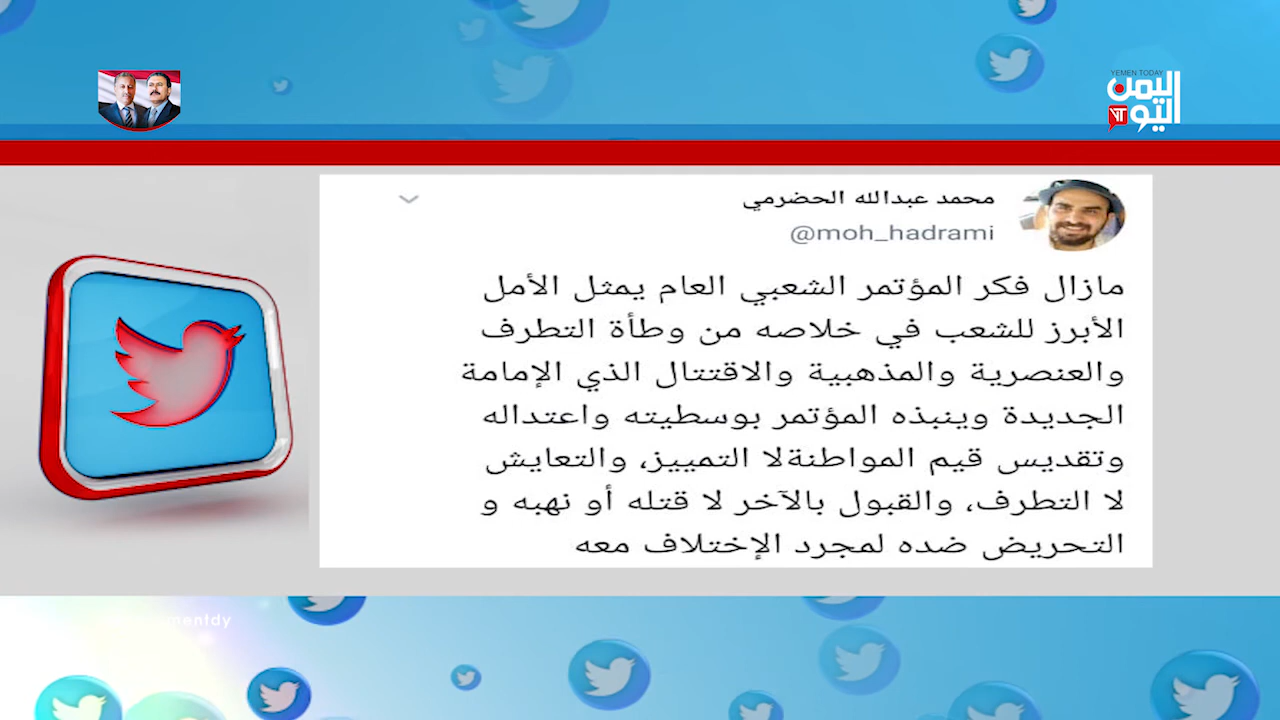 YEMEN TODAY
اليمن
اليوم
YT
محمد عبدالله الحضرمي
@moh_hadrami
مازال فكر المؤتمر الشعبي العام يمثل الأمل
الأبرز للشعب في خلاصه من وطأة التطرف
والعنصرية والمذهبية والاقتتال الذي الإمامة
الجديدة وينبذه المؤتمر بوسطيته واعتداله
وتقديس قيم المواطنةلا التمييز، والتعايش
لا التطرف، والقبول بالآخر لا قتله أو نهبه و
التحريض ضده لمجرد الإختلاف معه
mentdy